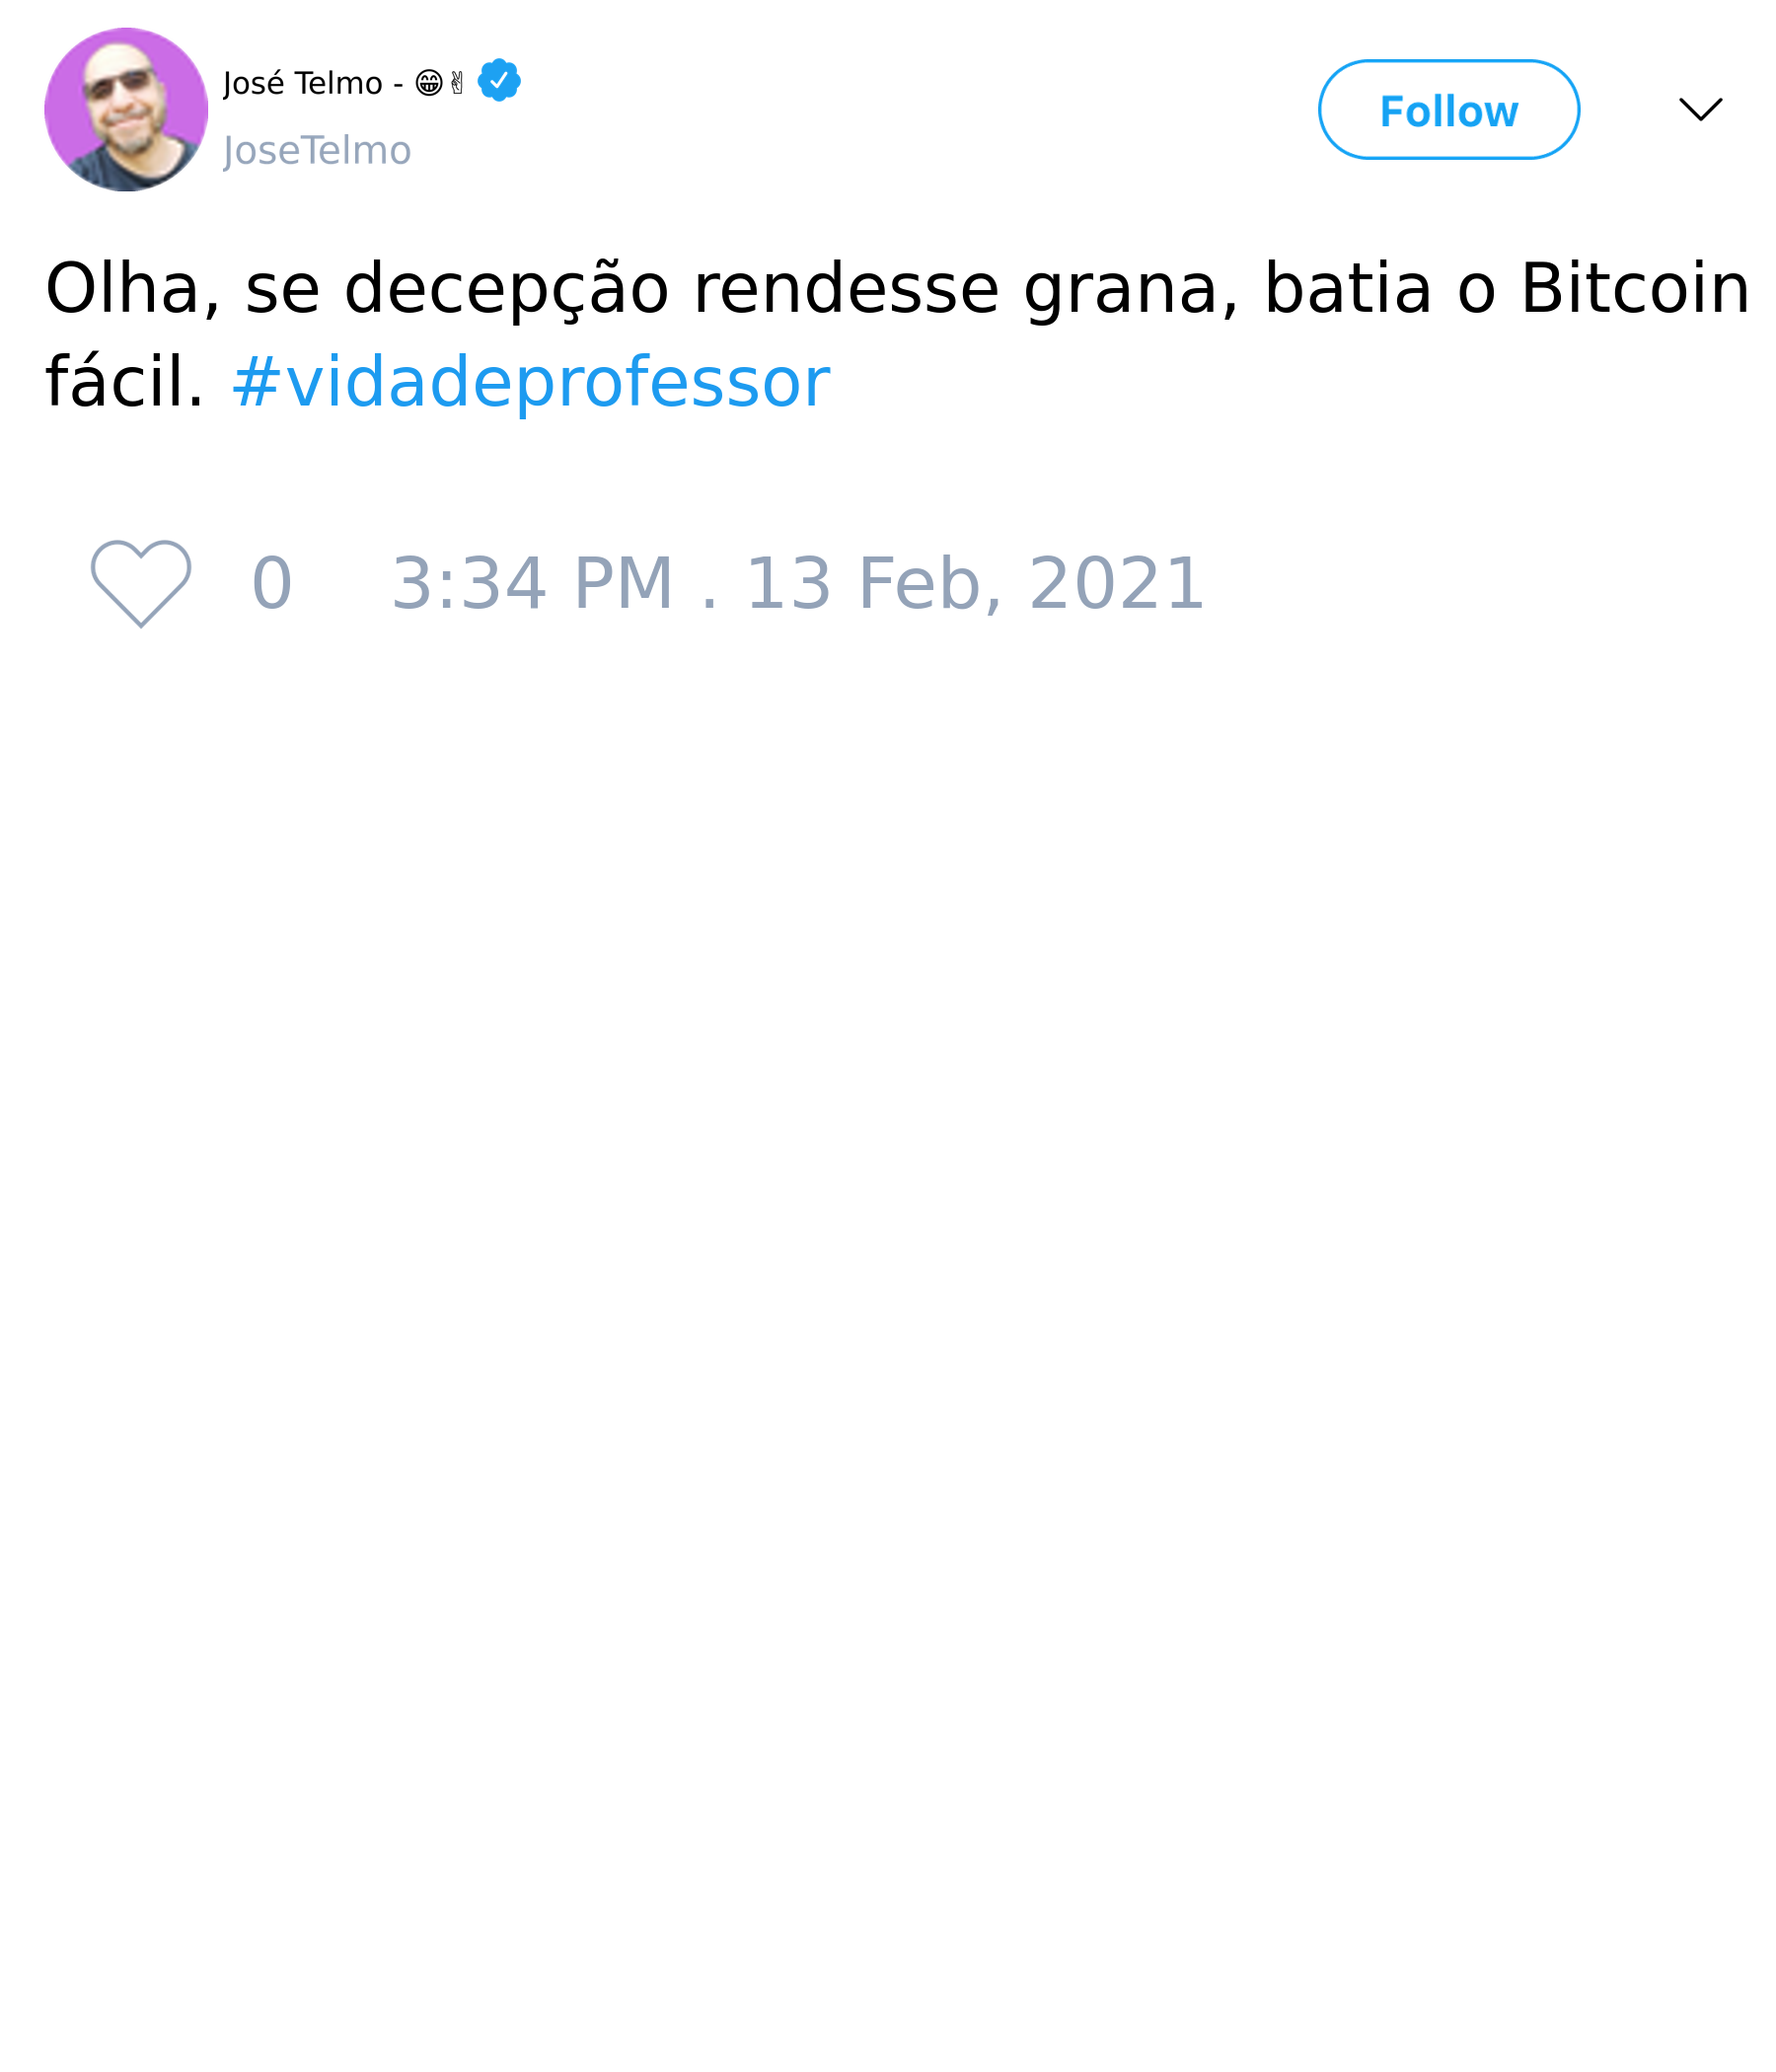 José Telmo - 😁✌
JoseTelmo
Follow
Olha, se decepção rendesse grana, batia o Bitcoin
fácil. #vidadeprofessor
0 3:34 PM . 13 Feb, 2021